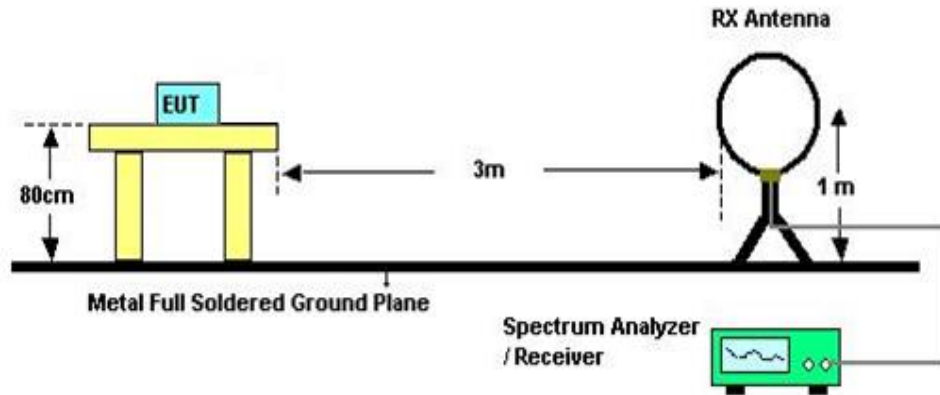 RX Antenna
EUT
3m
80cm
1 m
Metal Full Soldered Ground Plane
Spectrum Analyzer
/ Receiver